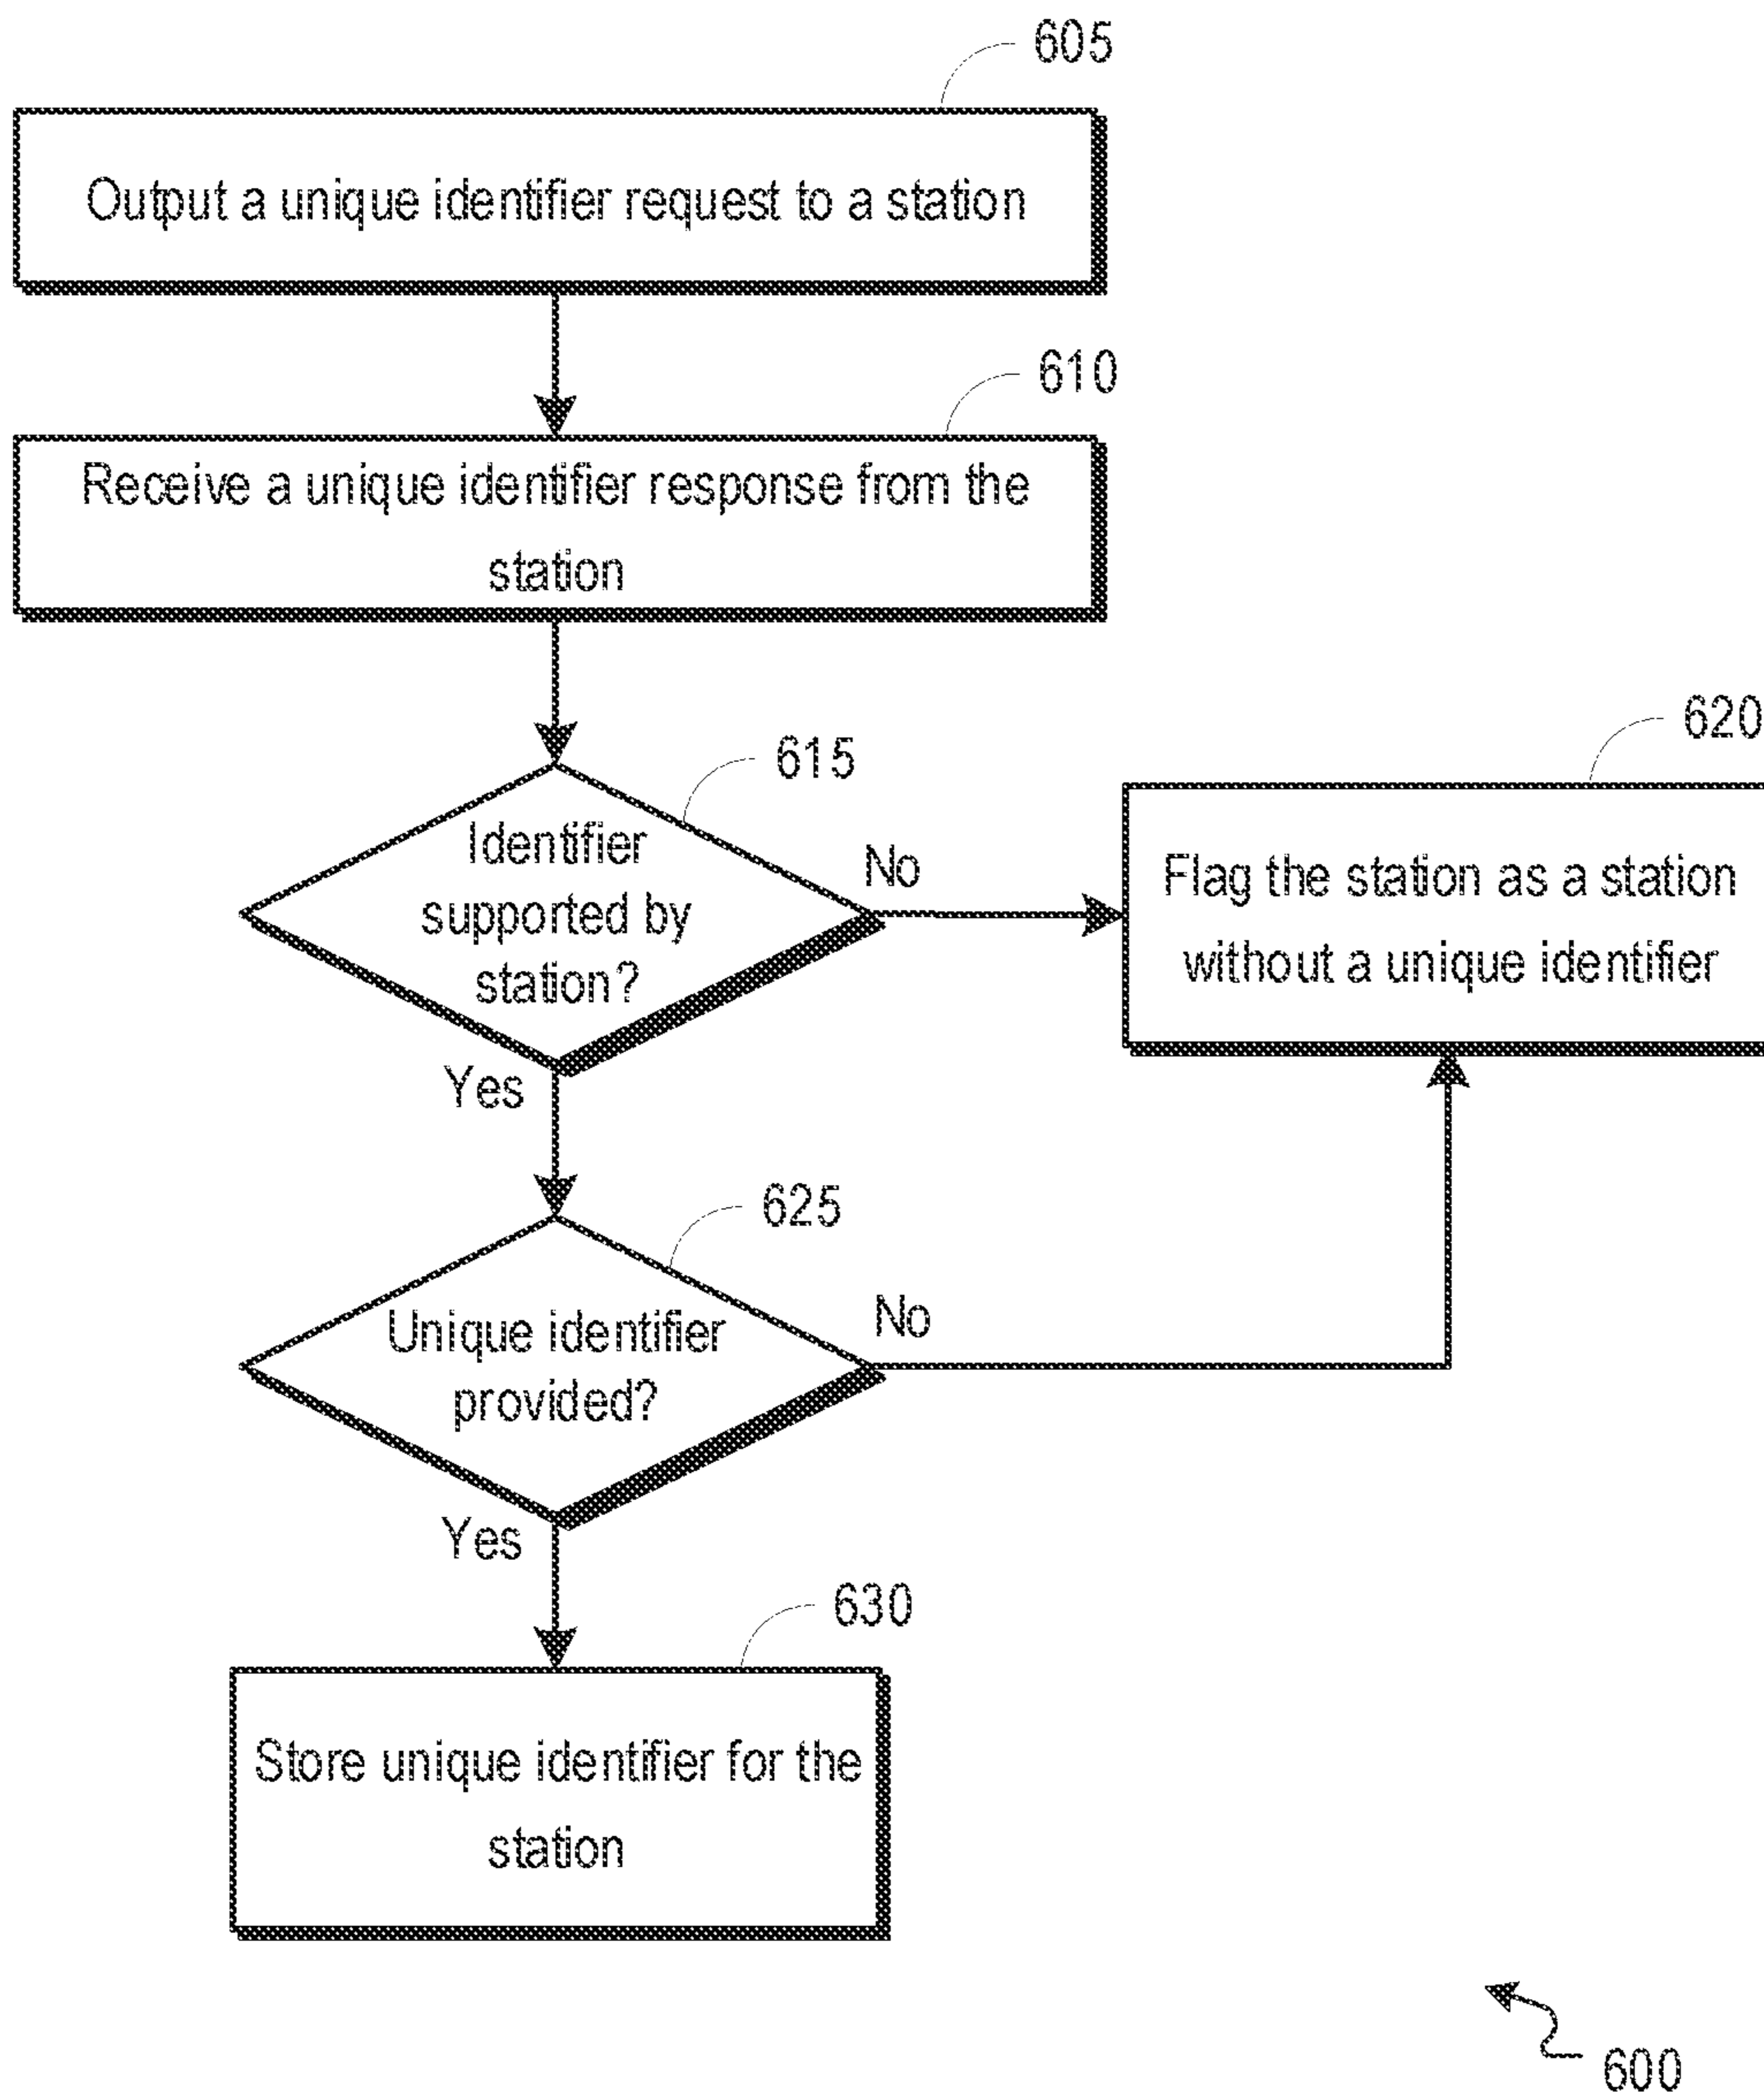 605
Output a unique identifier request to a station
610
Receive a unique identifier response from the
station
615
Identifier
supported by
station?
No
Yes
620
Flag the station as a station
without a unique identifier
625
Unique identifier
provided?
No
Yes
630
Store unique identifier for the
station
600